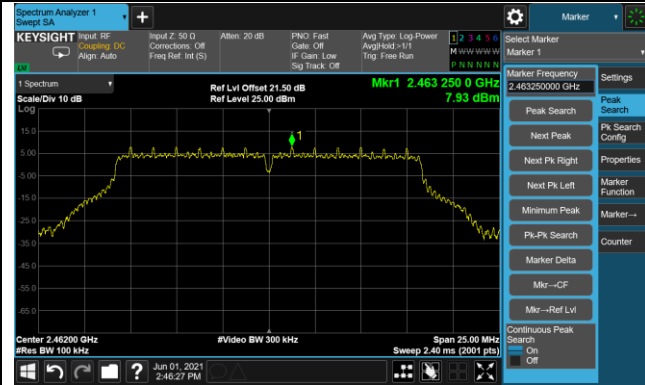 Spectrum Analyzer 1
Swept SA
+
Marker
KEYSIGHT Input: RF
Coupling: DC
Align: Auto
Input Z: 50 Ω
Corrections: Off
Freq Ref: Int (S)
Atten: 20 dB
PNO: Fast
Gate: Off
IF Gain: Low
Sig Track: Off
Avg Type: Log-Power
Avg|Hold:>1/1
Trig: Free Run
1 2 3 4 5 6
M W W W W W
P N N N N N
Select Marker
Marker 1
LXI
1 Spectrum
Scale/Div 10 dB
Log
Ref Lvl Offset 21.50 dB
Ref Level 25.00 dBm
Mkr1 2.463 250 0 GHz
7.93 dBm
15.0
5.00
-5.00
-15.0
-25.0
-35.0
-45.0
-55.0
-65.0
1
Center 2.46200 GHz
#Res BW 100 kHz
#Video BW 300 kHz
Span 25.00 MHz
Sweep 2.40 ms (2001 pts)
Marker Frequency
2.463250000 GHz
Peak Search
Next Peak
Next Pk Right
Next Pk Left
Minimum Peak
Pk-Pk Search
Marker Delta
Mkr→CF
Mkr→Ref Lvl
Continuous Peak
Search
On
Off
Settings
Peak
Search
Pk Search
Config
Properties
Marker
Function
Marker→
Counter
?
Jun 01, 2021
2:46:27 PM